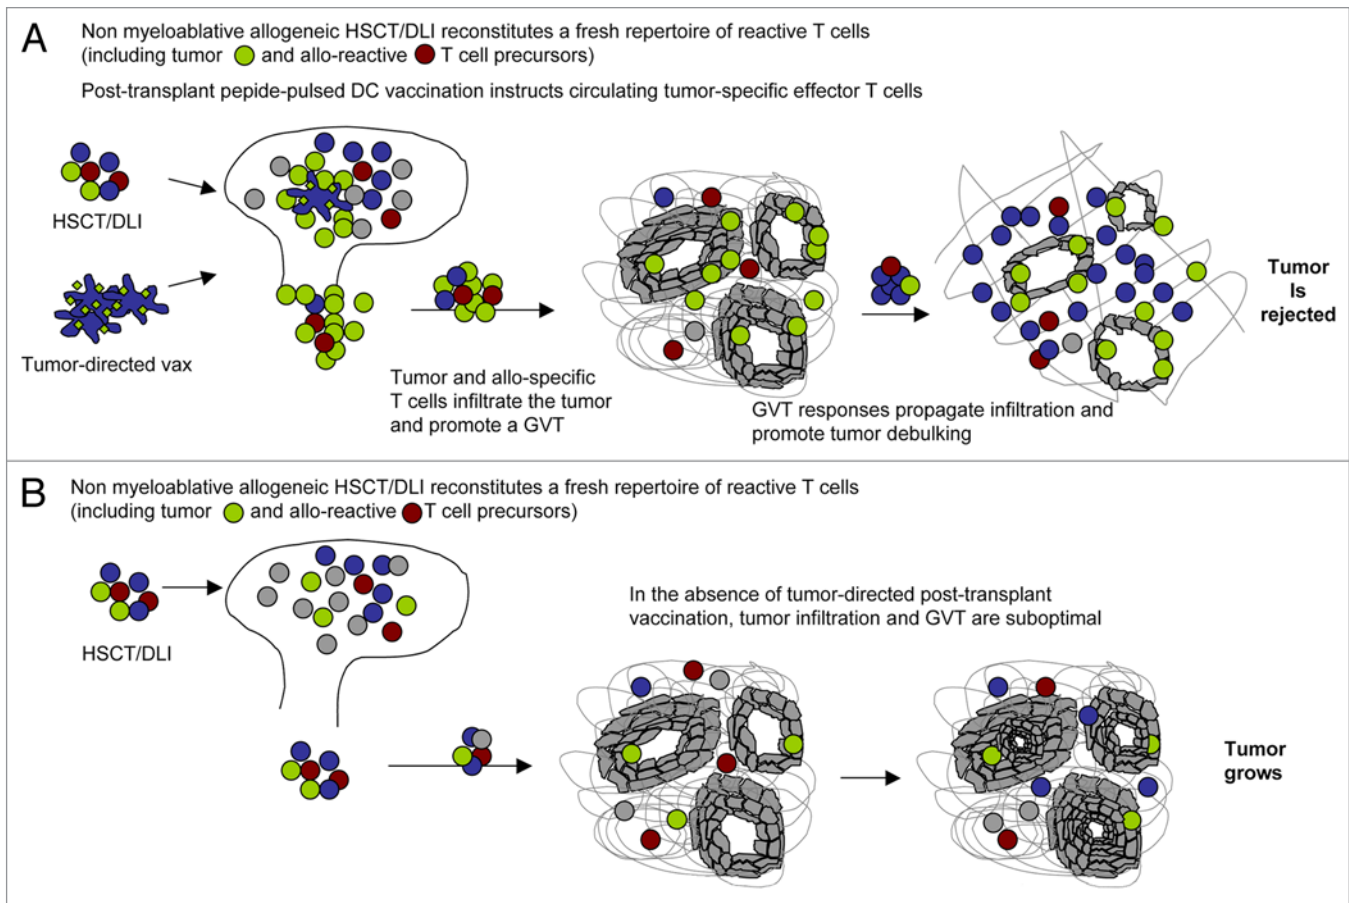 A
Non myeloablative allogeneic HSCT/DLI reconstitutes a fresh repertoire of reactive T cells
(including tumor and allo-reactive T cell precursors)
Post-transplant pepide-pulsed DC vaccination instructs circulating tumor-specific effector T cells
HSCT/DLI
Tumor-directed vax
Tumor and allo-specific
T cells infiltrate the tumor
and promote a GVT
GVT responses propagate infiltration and
promote tumor debulking
Tumor
Is
rejected
B
Non myeloablative allogeneic HSCT/DLI reconstitutes a fresh repertoire of reactive T cells
(including tumor and allo-reactive T cell precursors)
HSCT/DLI
In the absence of tumor-directed post-transplant
vaccination, tumor infiltration and GVT are suboptimal
Tumor
grows